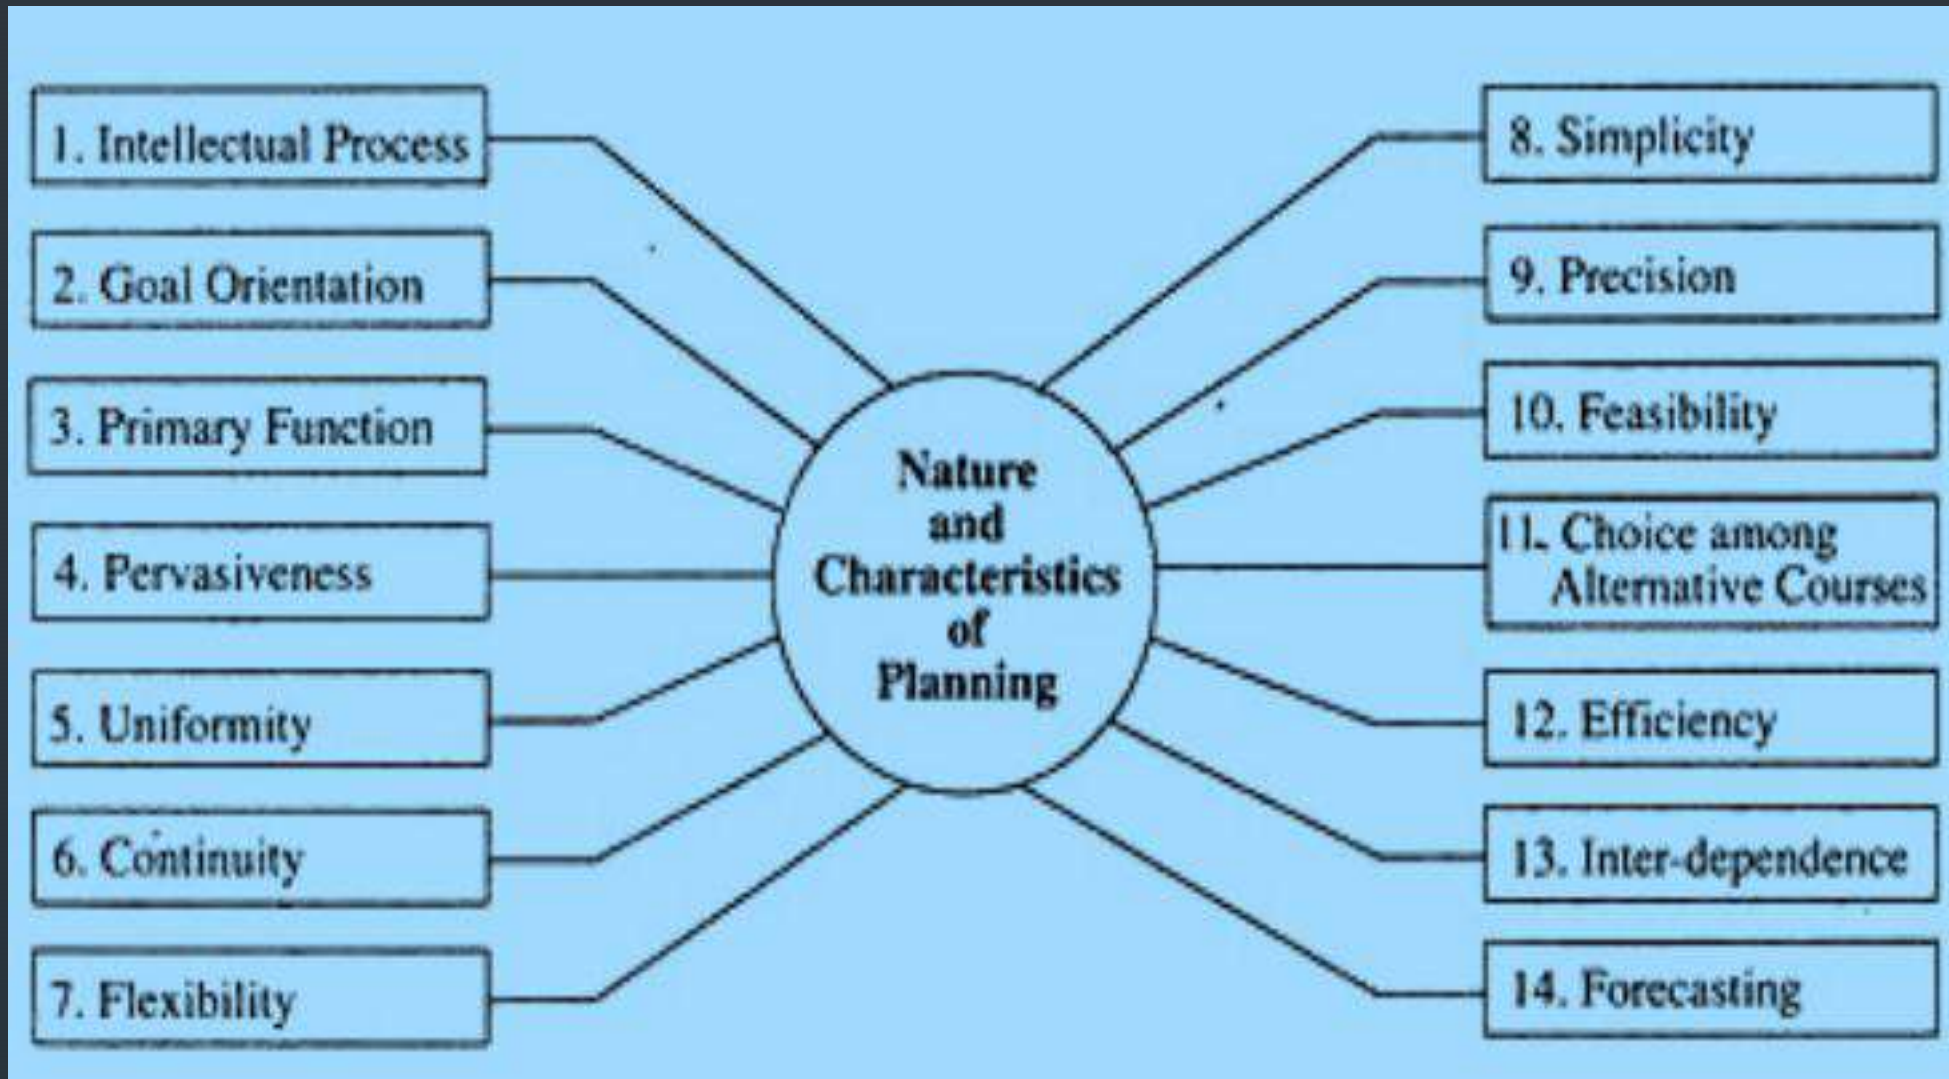 1. Intellectual Process
2. Goal Orientation
3. Primary Function
4. Pervasiveness
5. Uniformity
6. Continuity
7. Flexibility
Nature
and
Characteristics
of
Planning
8. Simplicity
9. Precision
10. Feasibility
11. Choice among
Alternative Courses
12. Efficiency
13. Inter-dependence
14. Forecasting